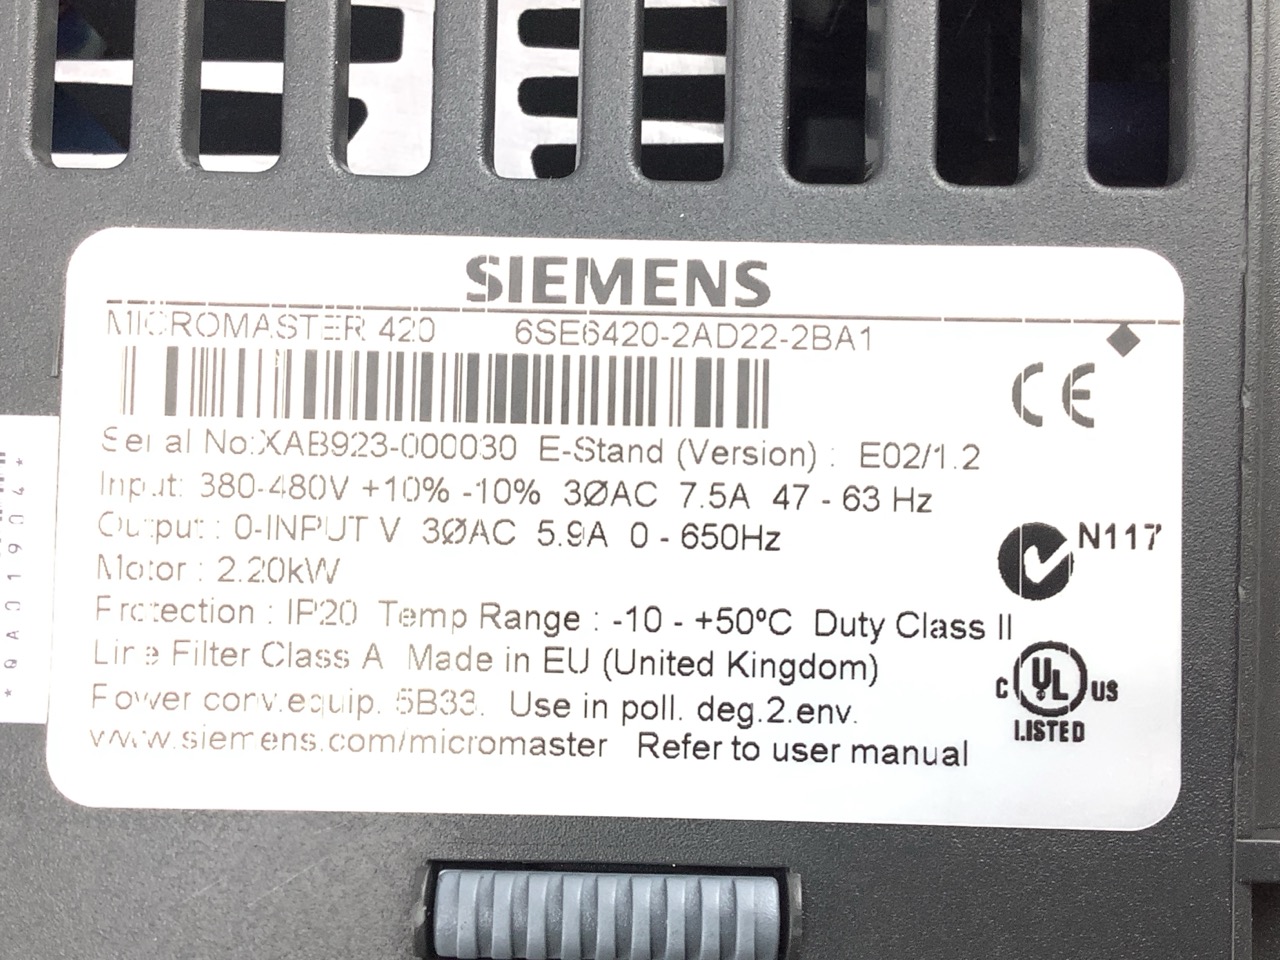 SIEMENS
MICROMASTER 420 6SE6420-2AD22-2BA1
CE
Serial No:XAB923-000030 E-Stand (Version) : E02/1.2
Input: 380-480V +10% -10% 3ØAC 7.5A 47 - 63 Hz
Output : 0-INPUT V 3ØAC 5.9A 0 - 650Hz
N117
Motor : 2.20kW
Protection : IP20 Temp Range : -10 - +50ºC Duty Class II
Line Filter Class A Made in EU (United Kingdom)
C UL US
LISTED
Power conv.equip. 5B33. Use in poll. deg.2.env.
www.siemens.com/micromaster Refer to user manual